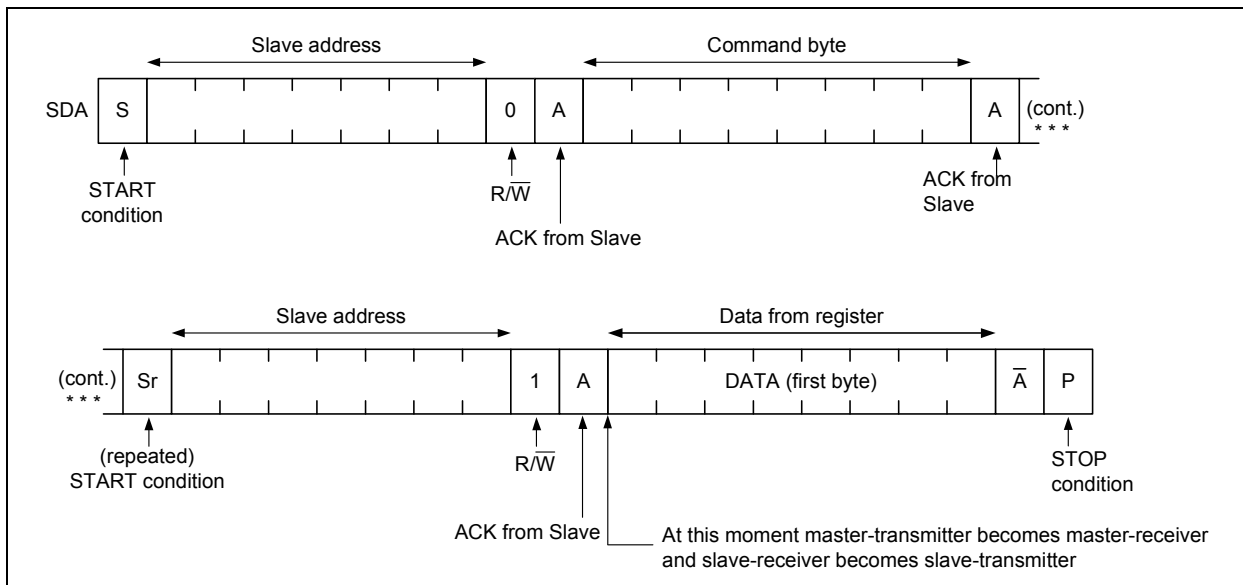 Slave address
Command byte
SDA
S
0
A
A
(cont.)
* * *
START
condition
R/W̅
ACK from Slave
ACK from
Slave
Slave address
Data from register
(cont.)
* * *
Sr
1
A
DATA (first byte)
A̅
P
(repeated)
START condition
R/W̅
STOP
condition
ACK from Slave
At this moment master-transmitter becomes master-receiver
and slave-receiver becomes slave-transmitter